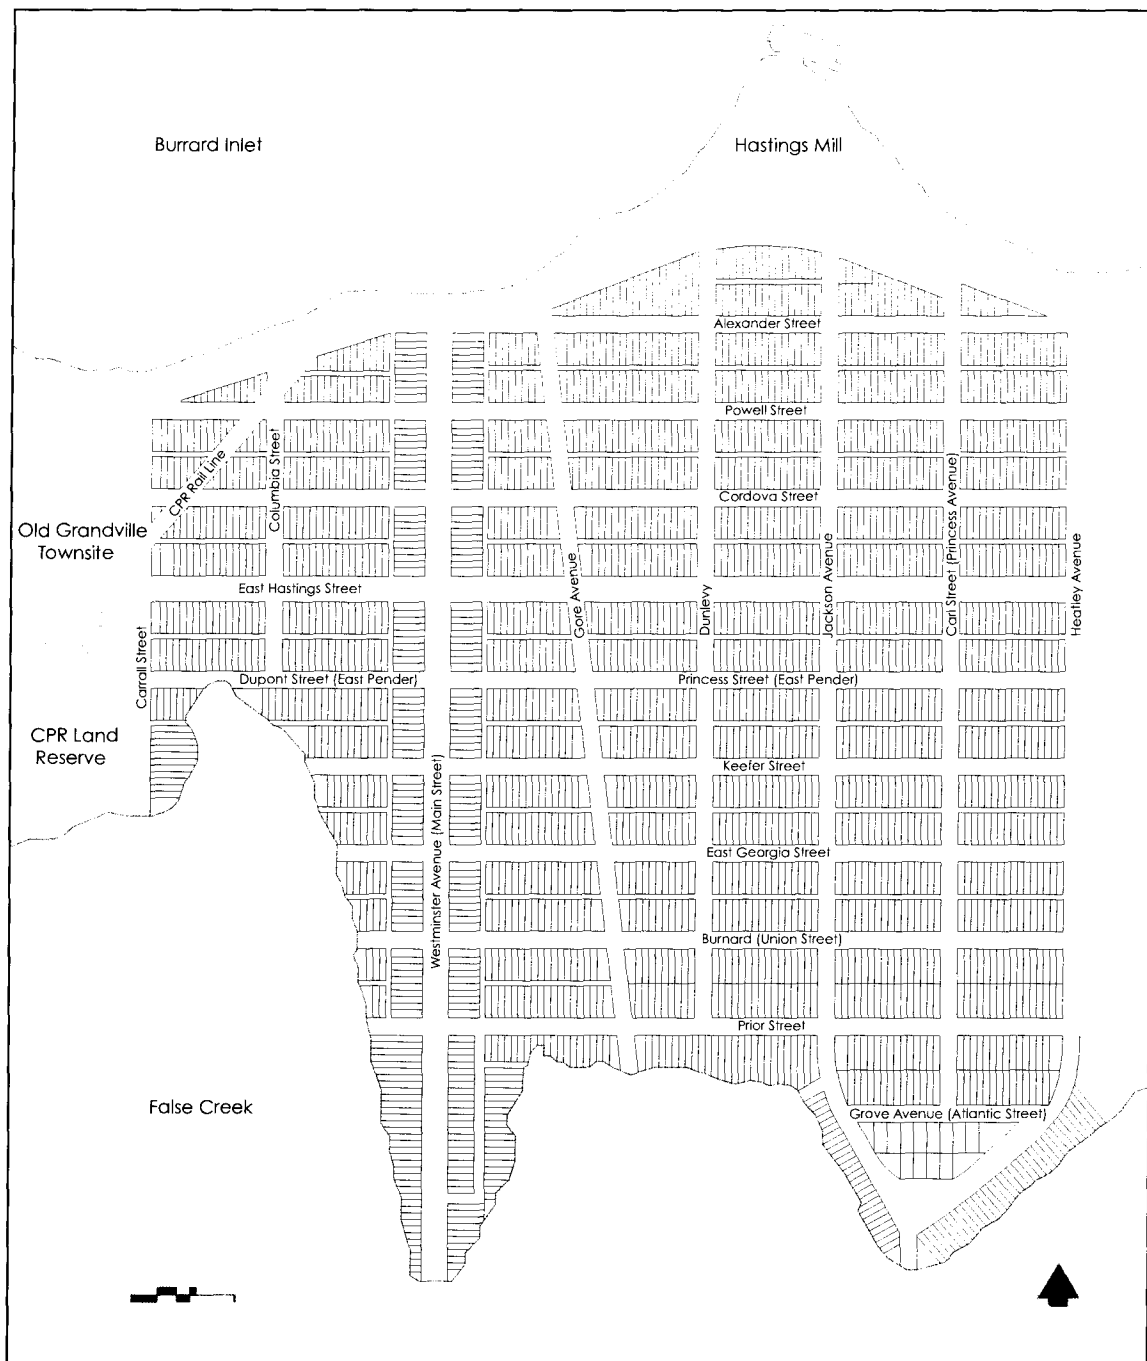 Burrard Inlet
Hastings Mill
Alexander Street
Powell Street
CPR Rail Line
Columbia Street
Cordova Street
Carl Street (Princess Avenue)
Old Grandville
Townsite
East Hastings Street
Gore Avenue
Dunlevy
Jackson Avenue
Heatley Avenue
Carrall Street
Dupont Street (East Pender)
Princess Street (East Pender)
CPR Land
Reserve
Keefer Street
Westminster Avenue (Main Street)
East Georgia Street
Burnard (Union Street)
Prior Street
False Creek
Grove Avenue (Atlantic Street)